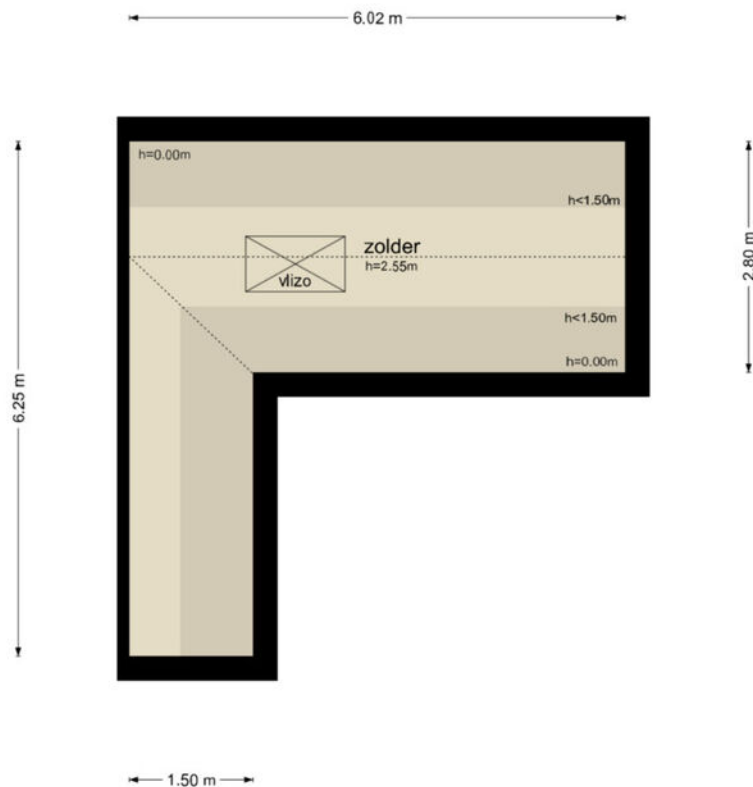 6.02 m
h=0.00m
h<1.50m
zolder
h=2.55m
vlizo
2.80 m
h<1.50m
h=0.00m
6.25 m
1.50 m